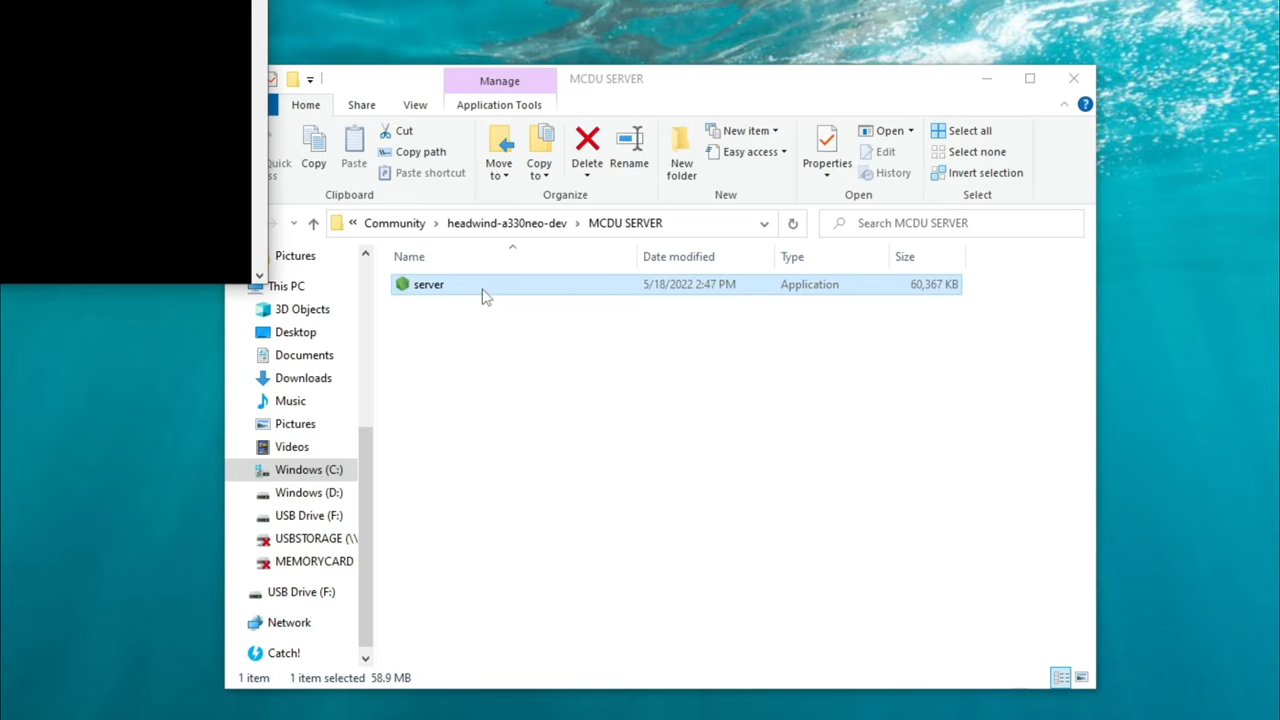 Manage
MCDU SERVER
Home
Share
View
Application Tools
Copy
Paste
Cut
Copy path
Paste shortcut
Clipboard
Move to
Copy to
Delete
Rename
Organize
New folder
New item
Easy access
New
Properties
Open
Edit
History
Open
Select all
Select none
Invert selection
Select
« Community › headwind-a330neo-dev › MCDU SERVER
Search MCDU SERVER
Name
Date modified
Type
Size
server
5/18/2022 2:47 PM
Application
60,367 KB
Pictures
This PC
3D Objects
Desktop
Documents
Downloads
Music
Pictures
Videos
Windows (C:)
Windows (D:)
USB Drive (F:)
USBSTORAGE (\\
MEMORYCARD
USB Drive (F:)
Network
Catch!
1 item
1 item selected 58.9 MB